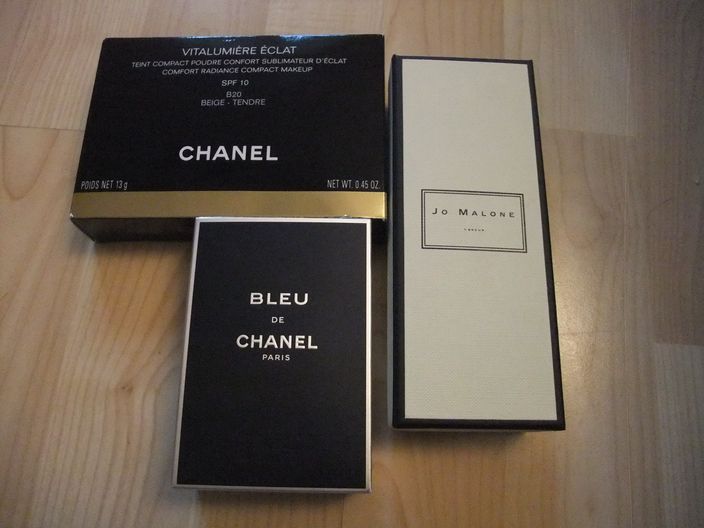 VITALUMIÈRE ÉCLAT
TEINT COMPACT POUDRE CONFORT SUBLIMATEUR D'ÉCLAT
COMFORT RADIANCE COMPACT MAKEUP
SPF 10
B20
BEIGE - TENDRE
CHANEL
POIDS NET 13 g
NET WT. 0.45 OZ.
JO MALONE
LONDON
BLEU
DE
CHANEL
PARIS